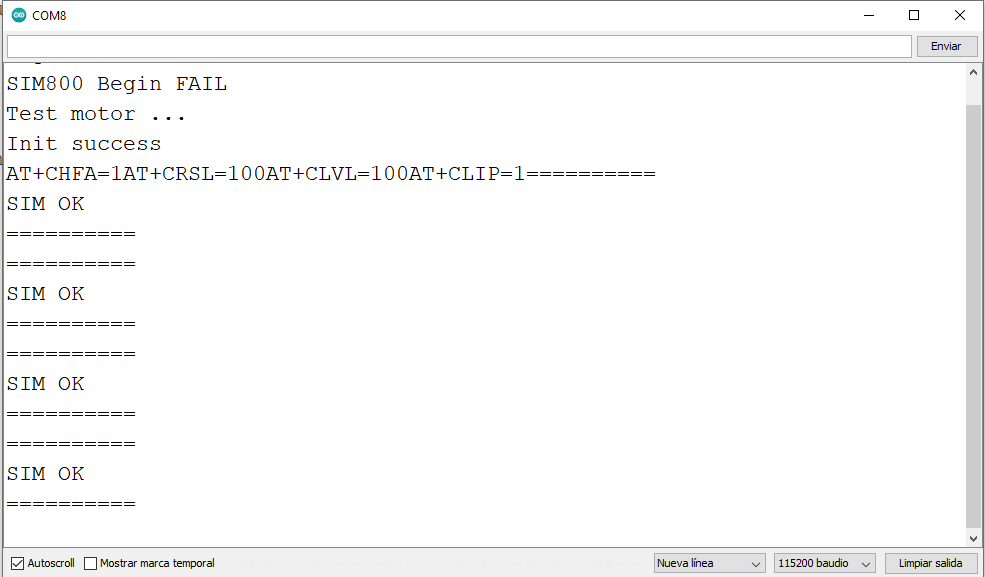 COM8
Enviar
SIM800 Begin FAIL
Test motor ...
Init success
AT+CHFA=1AT+CRSL=100AT+CLVL=100AT+CLIP=1==========
SIM OK
==========
==========
SIM OK
==========
==========
SIM OK
==========
==========
SIM OK
==========
Autoscroll Mostrar marca temporal Nueva línea 115200 baudio Limpiar salida